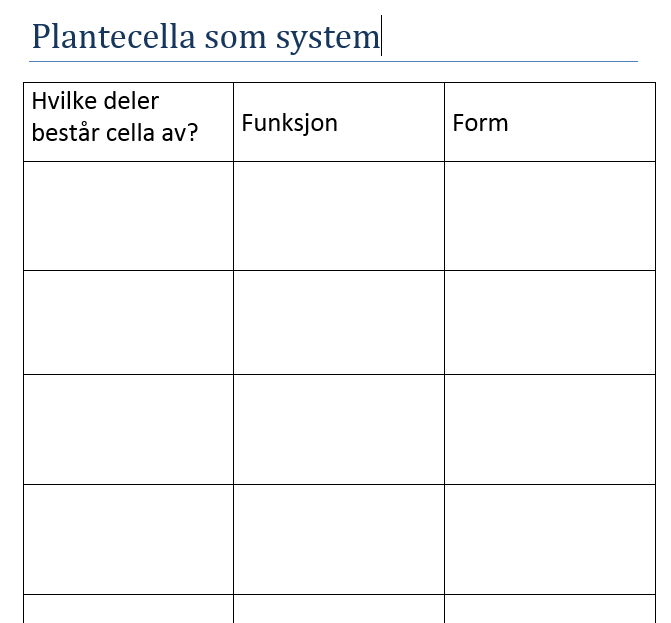 Plantecella som system
Hvilke deler
består cella av?
Funksjon
Form